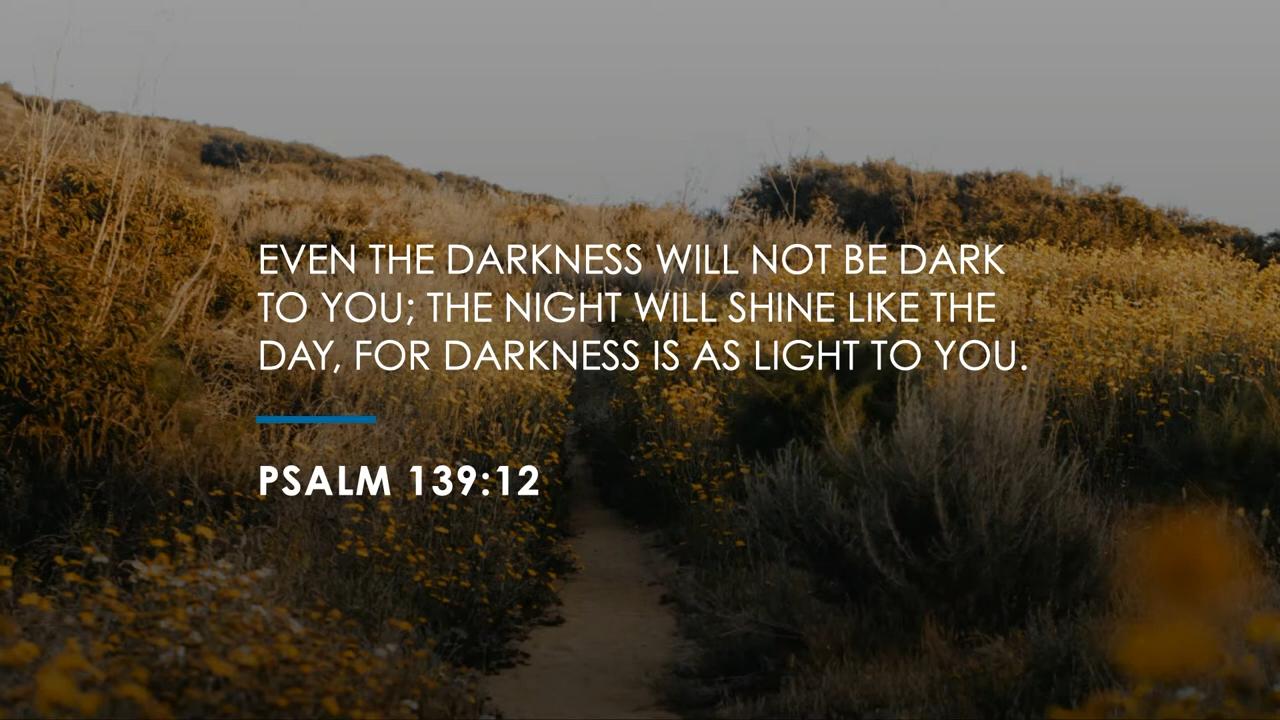 EVEN THE DARKNESS WILL NOT BE DARK
TO YOU; THE NIGHT WILL SHINE LIKE THE
DAY, FOR DARKNESS IS AS LIGHT TO YOU.
PSALM 139:12